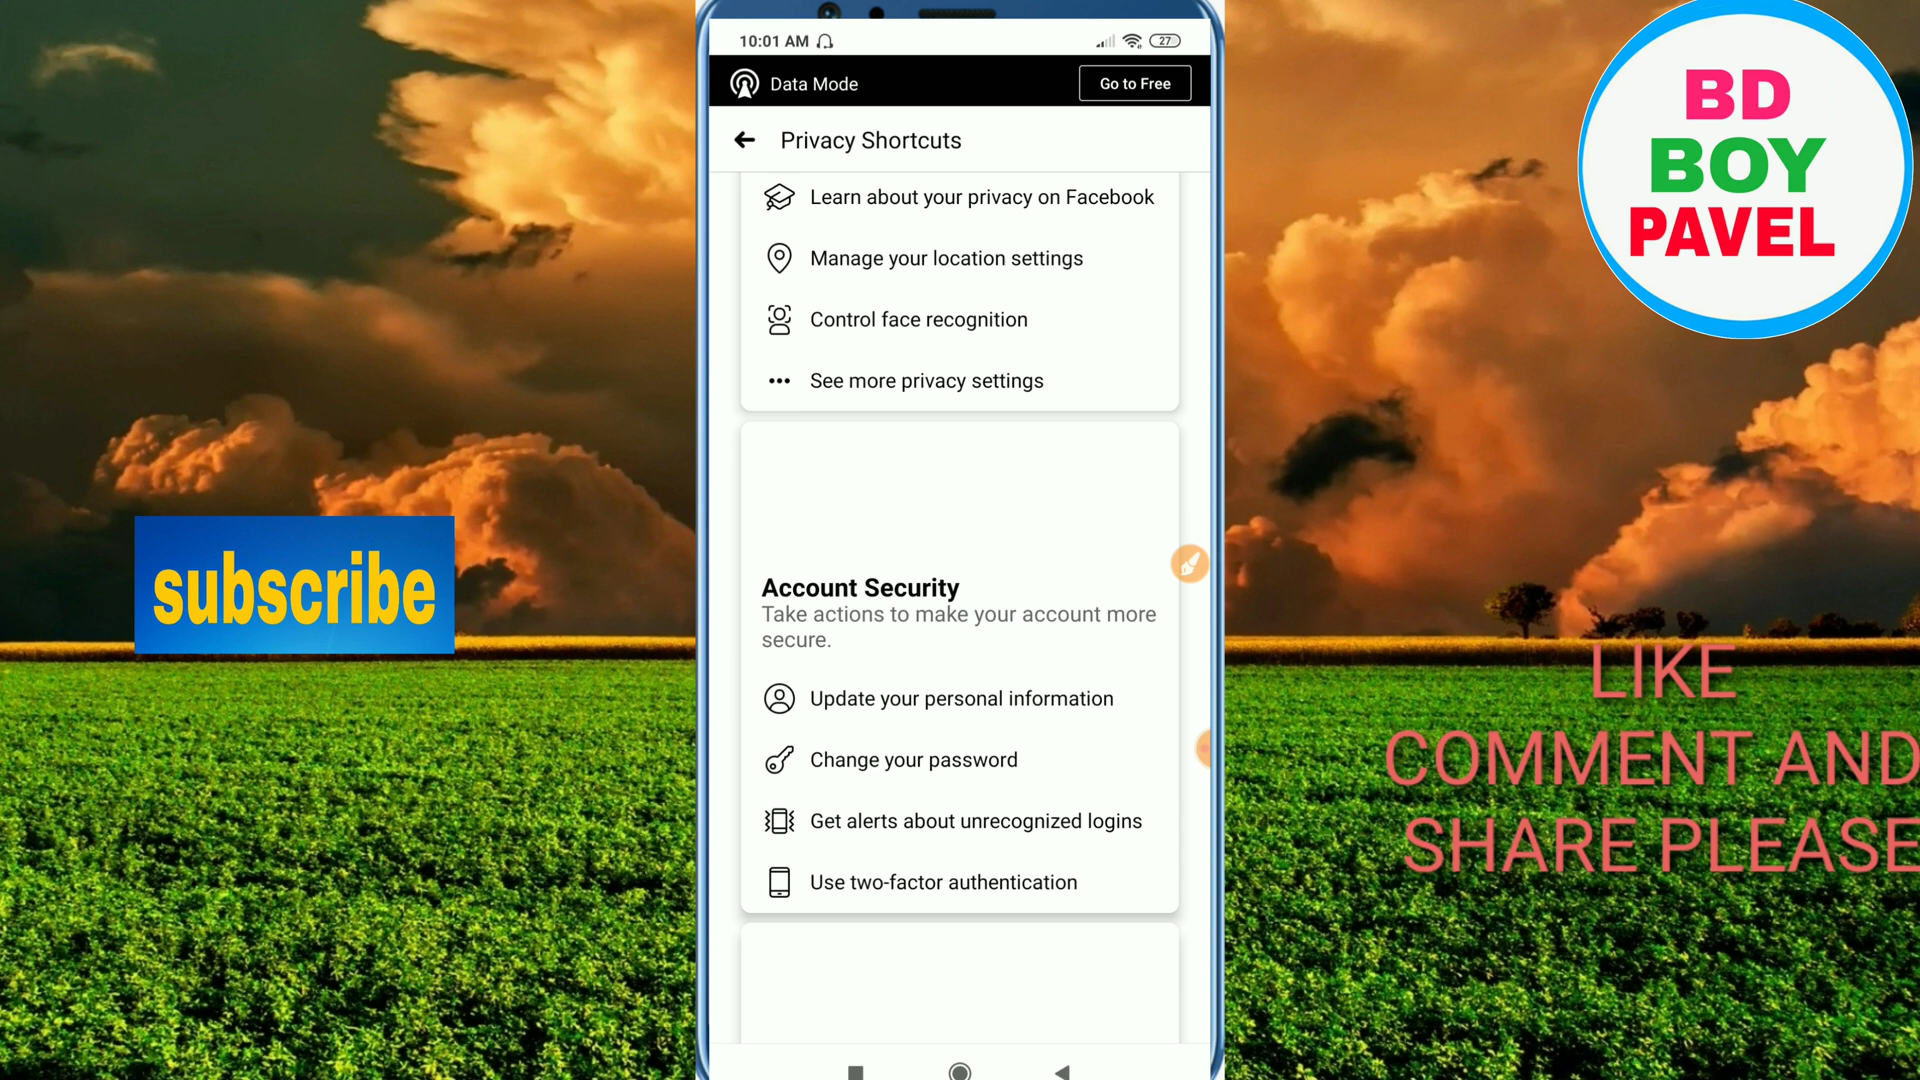 10:01 AM
27
Data Mode
Go to Free
Privacy Shortcuts
Learn about your privacy on Facebook
Manage your location settings
Control face recognition
See more privacy settings
Account Security
Take actions to make your account more
secure.
Update your personal information
Change your password
Get alerts about unrecognized logins
Use two-factor authentication
subscribe
BD
BOY
PAVEL
LIKE
COMMENT AND
SHARE PLEASE